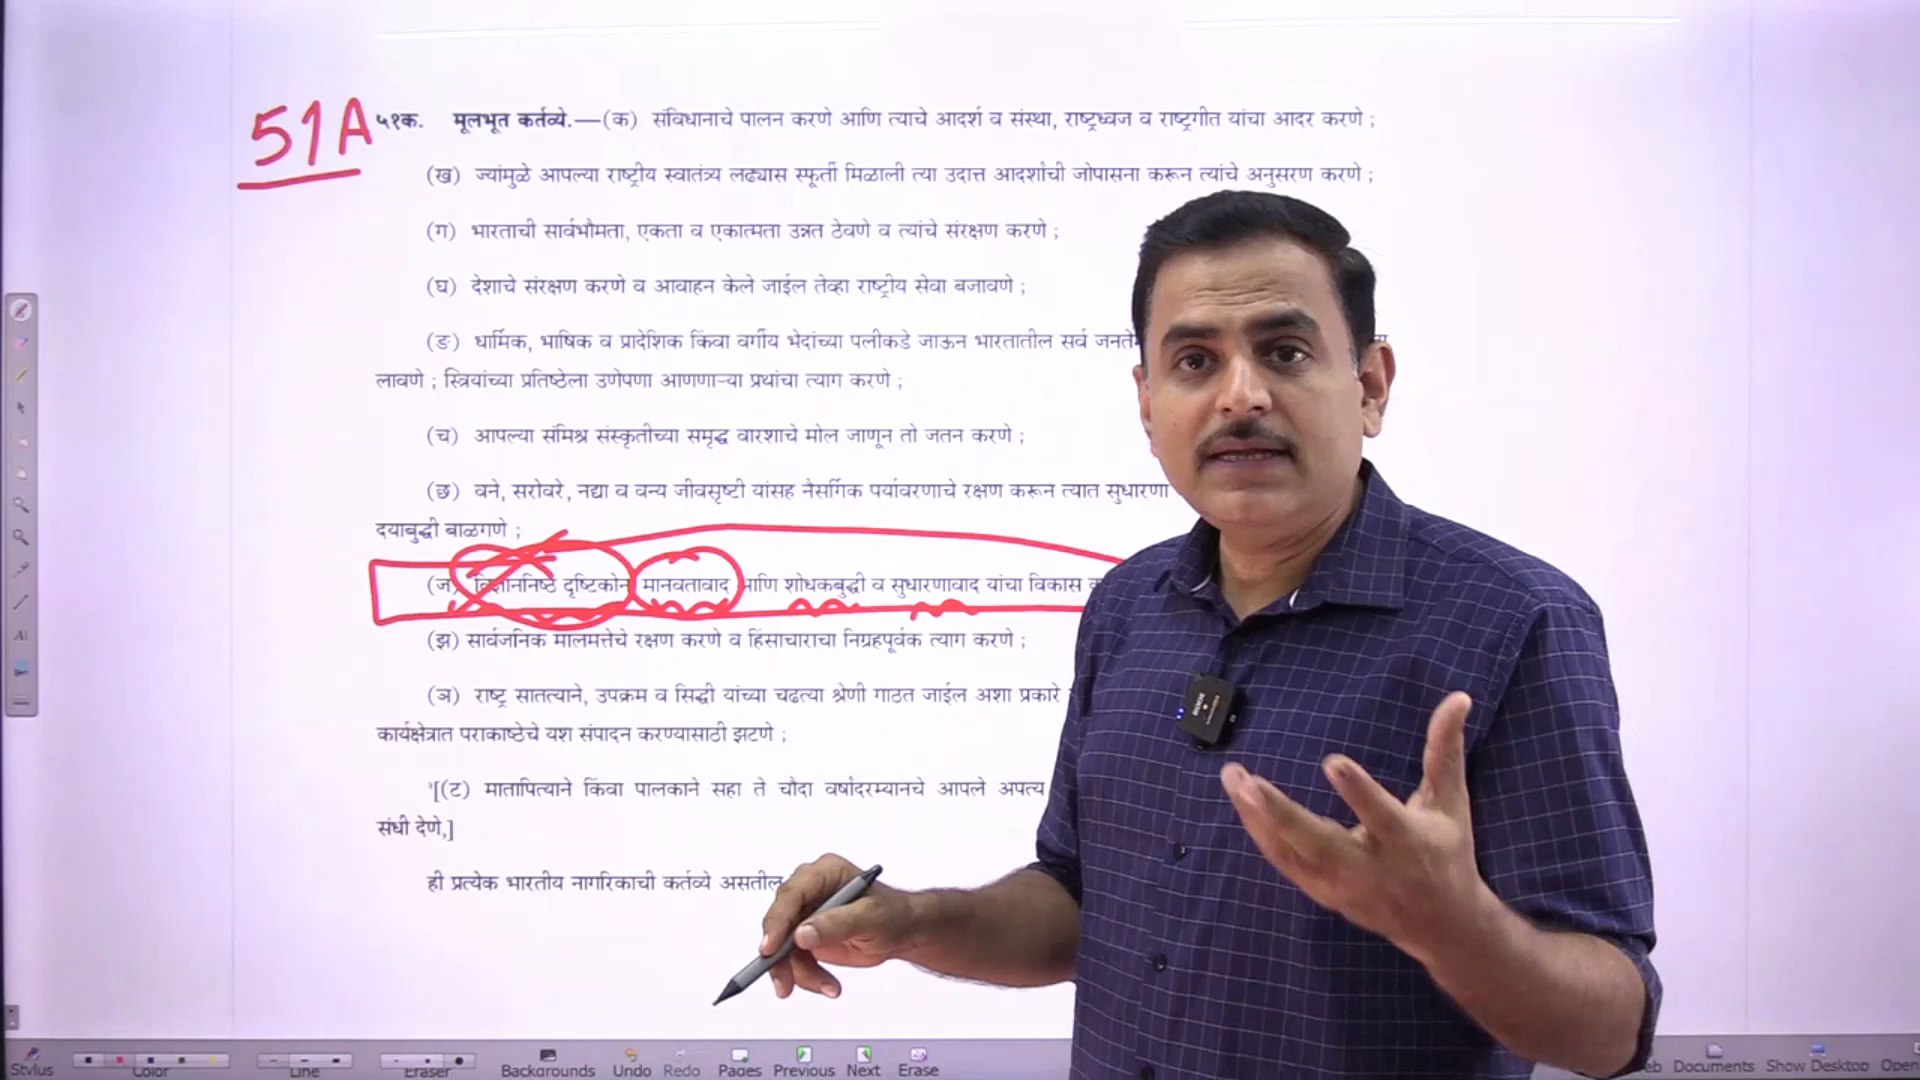 51A
५१क. मूलभूत कर्तव्ये.—(क) संविधानाचे पालन करणे आणि त्याचे आदर्श व संस्था, राष्ट्रध्वज व राष्ट्रगीत यांचा आदर करणे ;
(ख) ज्यांमुळे आपल्या राष्ट्रीय स्वातंत्र्य लढ्यास स्फूर्ती मिळाली त्या उदात्त आदर्शांची जोपासना करून त्यांचे अनुसरण करणे ;
(ग) भारताची सार्वभौमता, एकता व एकात्मता उन्नत ठेवणे व त्यांचे संरक्षण करणे ;
(घ) देशाचे संरक्षण करणे व आवाहन केले जाईल तेव्हा राष्ट्रीय सेवा बजावणे ;
(ङ) धार्मिक, भाषिक व प्रादेशिक किंवा वर्गीय भेदांच्या पलीकडे जाऊन भारतातील सर्व
लावणे ; स्त्रियांच्या प्रतिष्ठेला उणेपणा आणणाऱ्या प्रथांचा त्याग करणे ;
(च) आपल्या संमिश्र संस्कृतीच्या समृद्ध वारशाचे मोल जाणून तो जतन करणे ;
(छ) वने, सरोवरे, नद्या व वन्य जीवसृष्टी यांसह नैसर्गिक पर्यावरणाचे रक्षण करून त्यात सुधारणा
दयाबुद्धी बाळगणे ;
(ज) विज्ञाननिष्ठ दृष्टिकोन मानवतावाद आणि शोधकबुद्धी व सुधारणावाद यांचा विकास
(झ) सार्वजनिक मालमत्तेचे रक्षण करणे व हिंसाचाराचा निग्रहपूर्वक त्याग करणे ;
(ञ) राष्ट्र सातत्याने, उपक्रम व सिद्धी यांच्या चढत्या श्रेणी गाठत जाईल अशा प्रकारे
कार्यक्षेत्रात पराकाष्ठेचे यश संपादन करण्यासाठी झटणे ;
[(ट) मातापित्याने किंवा पालकाने सहा ते चौदा वर्षांदरम्यानचे आपले अपत्य
संधी देणे,]
ही प्रत्येक भारतीय नागरिकाची कर्तव्ये असतील
Stylus Color Line Eraser Backgrounds Undo Redo Pages Previous Next Erase Documents Show Desktop